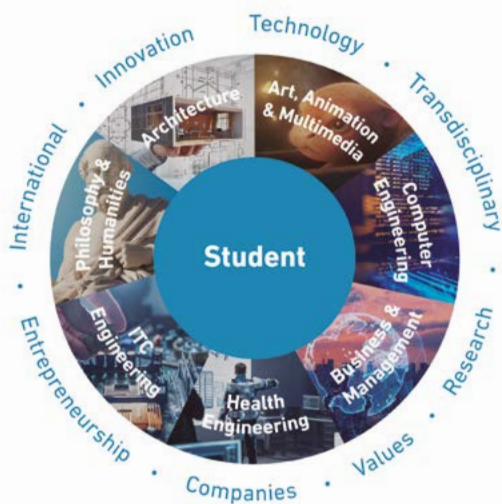 Innovation
Technology
Transdisciplinary
Research
Values
Companies
Entrepreneurship
International
Architecture
Art, Animation
& Multimedia
Computer
Engineering
Business &
Management
Health
Engineering
ITC
Engineering
Philosophy &
Humanities
Student